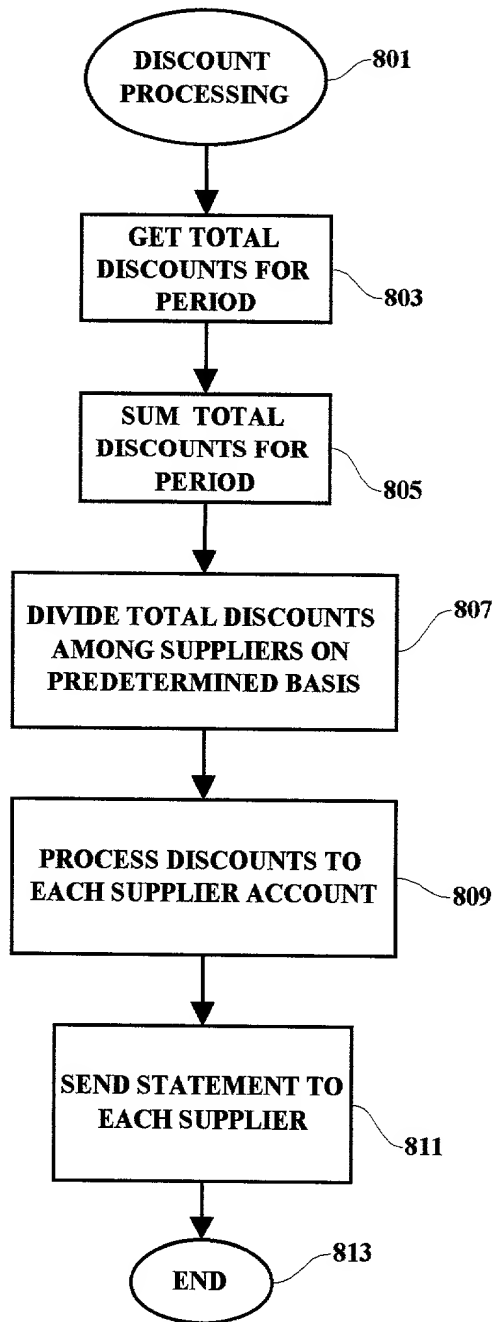 DISCOUNT
PROCESSING
801
GET TOTAL
DISCOUNTS FOR
PERIOD
803
SUM TOTAL
DISCOUNTS FOR
PERIOD
805
DIVIDE TOTAL DISCOUNTS
AMONG SUPPLIERS ON
PREDETERMINED BASIS
807
PROCESS DISCOUNTS TO
EACH SUPPLIER ACCOUNT
809
SEND STATEMENT TO
EACH SUPPLIER
811
END
813